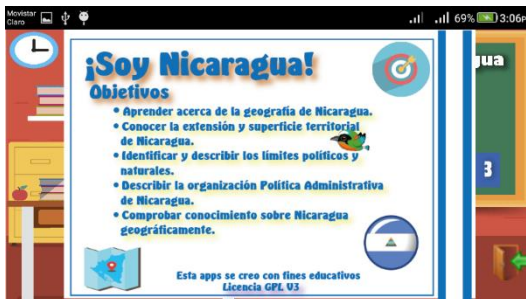 Movistar
Claro
69%
3:06P
¡Soy Nicaragua!
Objetivos
• Aprender acerca de la geografía de Nicaragua.
• Conocer la extensión y superficie territorial
de Nicaragua.
• Identificar y describir los límites políticos y
naturales.
• Describir la organización Política Administrativa
de Nicaragua.
• Comprobar conocimiento sobre Nicaragua
geográficamente.
Esta apps se creo con fines educativos
Licencia GPL V3
gua
3